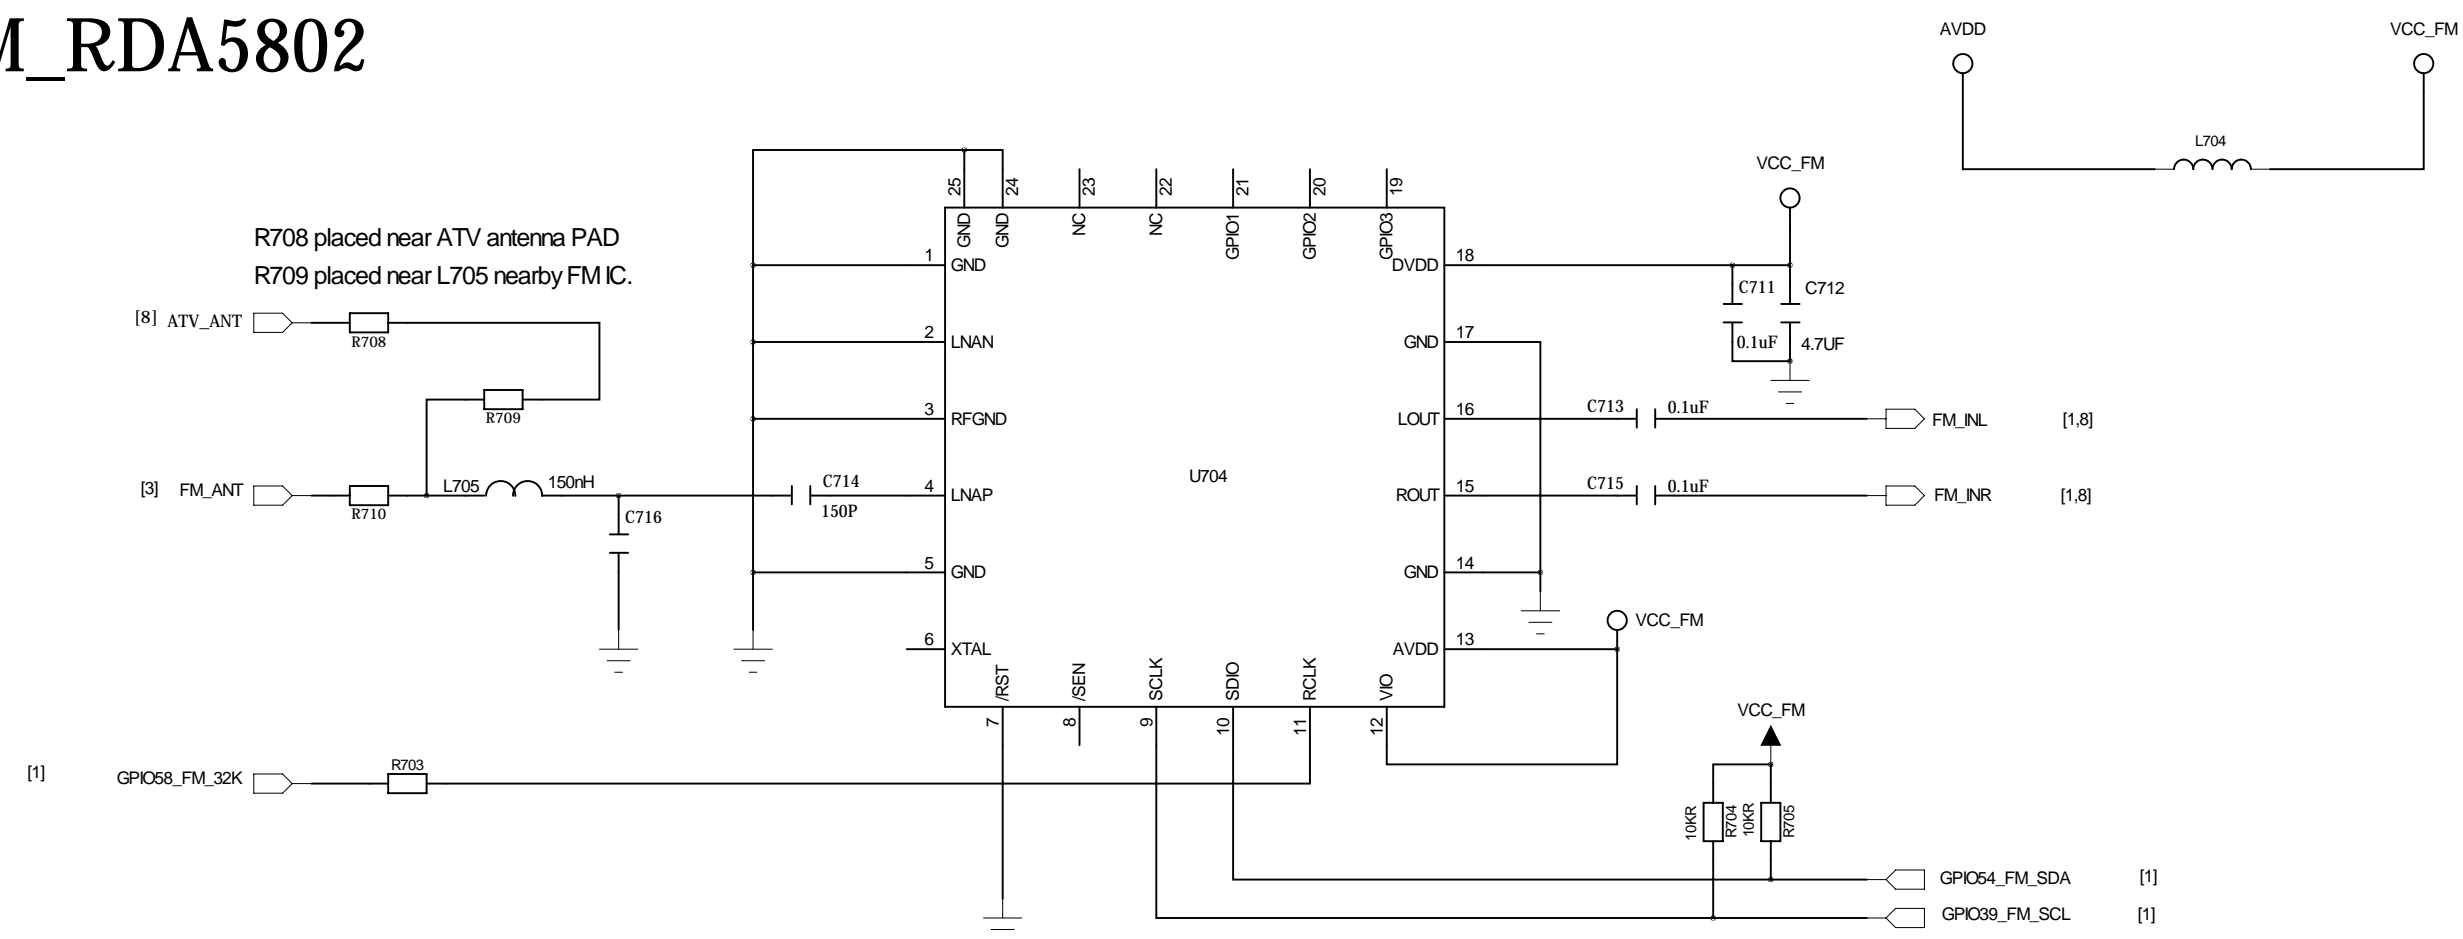 M_RDA5802
AVDD
VCC_FM
L704
VCC_FM
25
24
23
22
21
20
19
GND
GND
NC
NC
GPIO1
GPIO2
GPIO3
R708 placed near ATV antenna PAD
R709 placed near L705 nearby FM IC.
1
GND
DVDD
18
C711
C712
[8] ATV_ANT
R708
2
LNAN
GND
17
0.1uF
4.7UF
R709
3
RFGND
LOUT
16
C713
0.1uF
FM_INL
[1,8]
[3]
FM_ANT
R710
L705
150nH
C716
C714
150P
4
LNAP
U704
ROUT
15
C715
0.1uF
FM_INR
[1,8]
5
GND
GND
14
VCC_FM
6
XTAL
AVDD
13
/RST
/SEN
SCLK
SDIO
RCLK
VIO
7
8
9
10
11
12
VCC_FM
[1]
GPIO58_FM_32K
R703
10KR
R704
10KR
R705
GPIO54_FM_SDA
[1]
GPIO39_FM_SCL
[1]